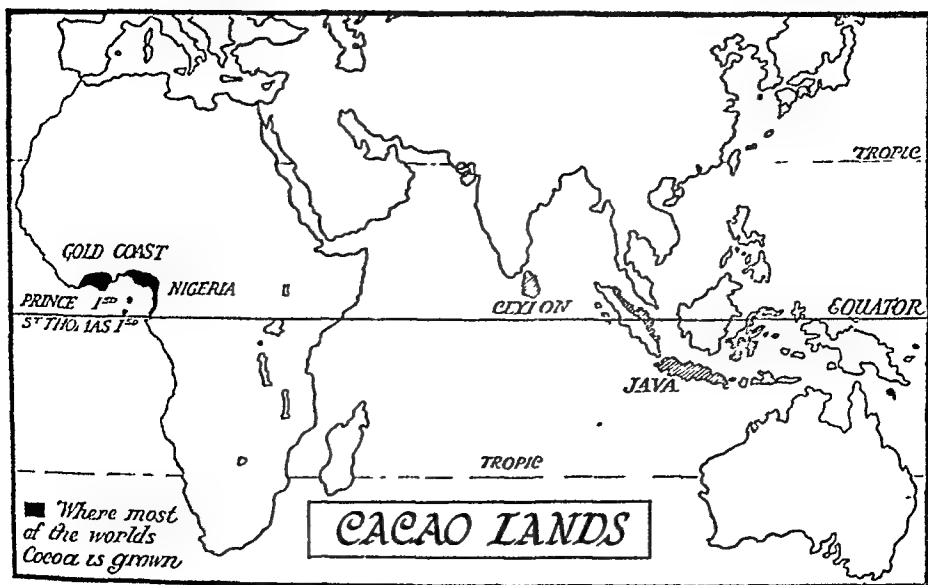 TROPIC
GOLD COAST
NIGERIA
PRINCE Iˢᴰ
Sᵀ THOMAS Iˢᴰ
CEYLON
EQUATOR
JAVA
TROPIC
Where most
of the worlds
Cocoa is grown
CACAO LANDS